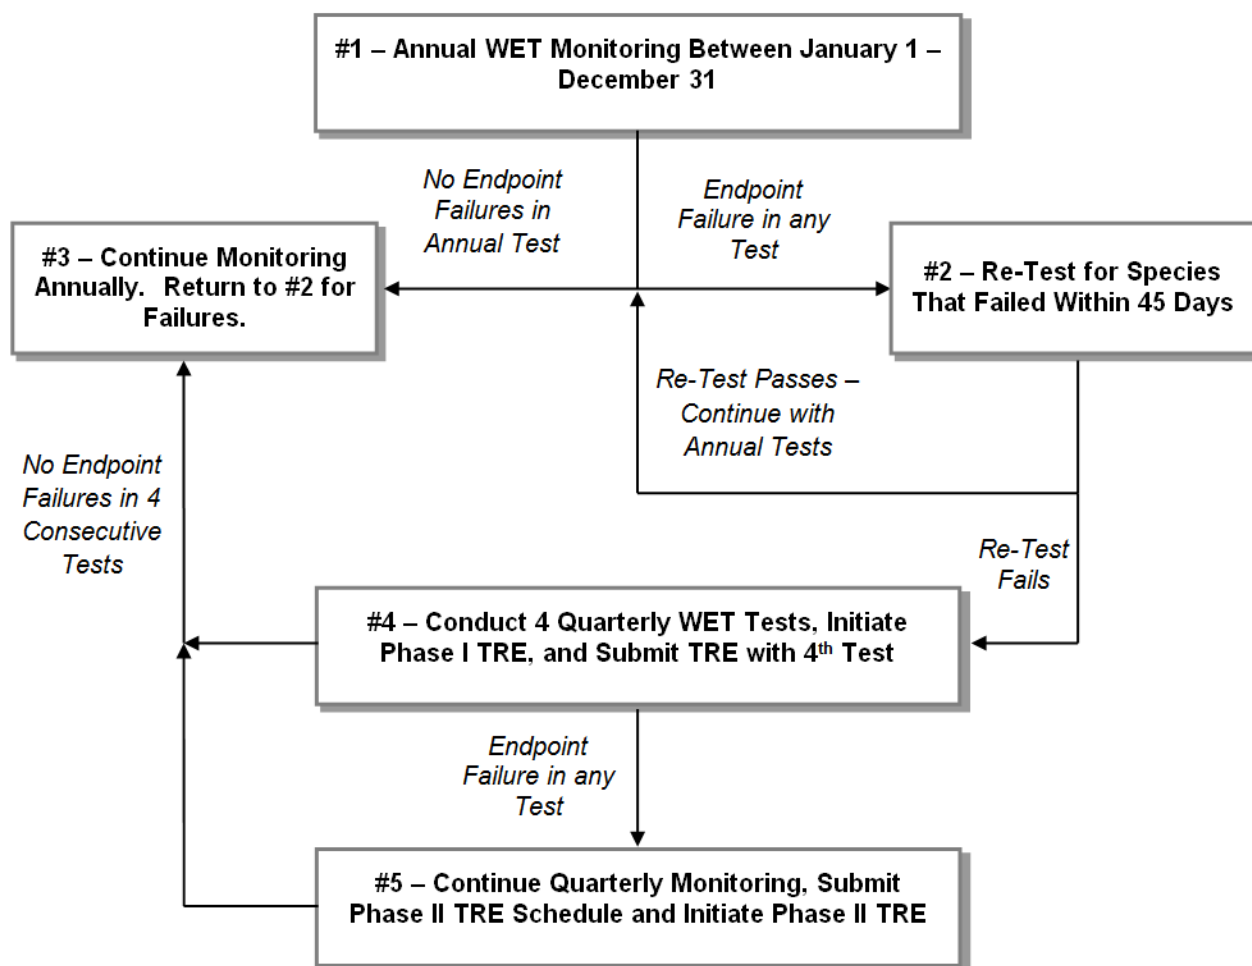 #1 – Annual WET Monitoring Between January 1 –
December 31
No Endpoint
Failures in
Annual Test
Endpoint
Failure in any
Test
#3 – Continue Monitoring
Annually.  Return to #2 for
Failures.
#2 – Re-Test for Species
That Failed Within 45 Days
Re-Test Passes –
Continue with
Annual Tests
No Endpoint
Failures in 4
Consecutive
Tests
Re-Test
Fails
#4 – Conduct 4 Quarterly WET Tests, Initiate
Phase I TRE, and Submit TRE with 4th Test
Endpoint
Failure in any
Test
#5 – Continue Quarterly Monitoring, Submit
Phase II TRE Schedule and Initiate Phase II TRE